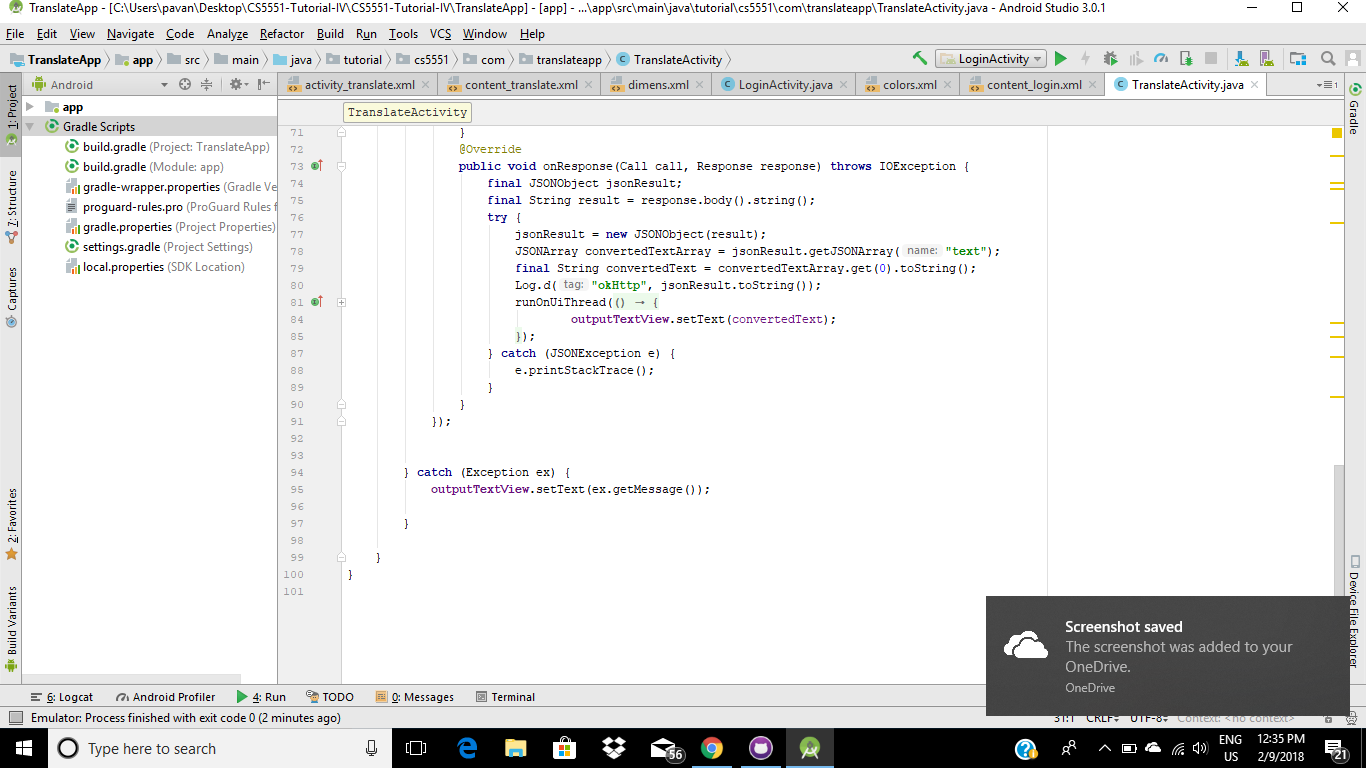 TranslateApp - [C:\Users\pavan\Desktop\CS5551-Tutorial-IV\CS5551-Tutorial-IV\TranslateApp] - [app] - ...\app\src\main\java\tutorial\cs5551\com\translateapp\TranslateActivity.java - Android Studio 3.0.1
File Edit View Navigate Code Analyze Refactor Build Run Tools VCS Window Help
TranslateApp app src main java tutorial cs5551 com translateapp TranslateActivity LoginActivity
Android activity_translate.xml content_translate.xml dimens.xml LoginActivity.java colors.xml content_login.xml TranslateActivity.java
1: Project
7: Structure
Captures
2: Favorites
Build Variants
app
Gradle Scripts
build.gradle (Project: TranslateApp)
build.gradle (Module: app)
gradle-wrapper.properties (Gradle Ve
proguard-rules.pro (ProGuard Rules f
gradle.properties (Project Properties)
settings.gradle (Project Settings)
local.properties (SDK Location)
TranslateActivity
71 }
72 @Override
73 public void onResponse(Call call, Response response) throws IOException {
74 final JSONObject jsonResult;
75 final String result = response.body().string();
76 try {
77 jsonResult = new JSONObject(result);
78 JSONArray convertedTextArray = jsonResult.getJSONArray( name: "text");
79 final String convertedText = convertedTextArray.get(0).toString();
80 Log.d( tag: "okHttp", jsonResult.toString());
81 runOnUiThread(() → {
84 outputTextView.setText(convertedText);
85 });
87 } catch (JSONException e) {
88 e.printStackTrace();
89 }
90 }
91 });
92
93
94 } catch (Exception ex) {
95 outputTextView.setText(ex.getMessage());
96
97 }
98
99 }
100 }
101
Gradle
Device File Explorer
Screenshot saved
The screenshot was added to your
OneDrive.
OneDrive
6: Logcat Android Profiler 4: Run TODO 0: Messages Terminal
Emulator: Process finished with exit code 0 (2 minutes ago) 31:1 CRLF÷ UTF-8÷ Context: <no context>
Type here to search 56 ENG 12:35 PM
US 2/9/2018 21